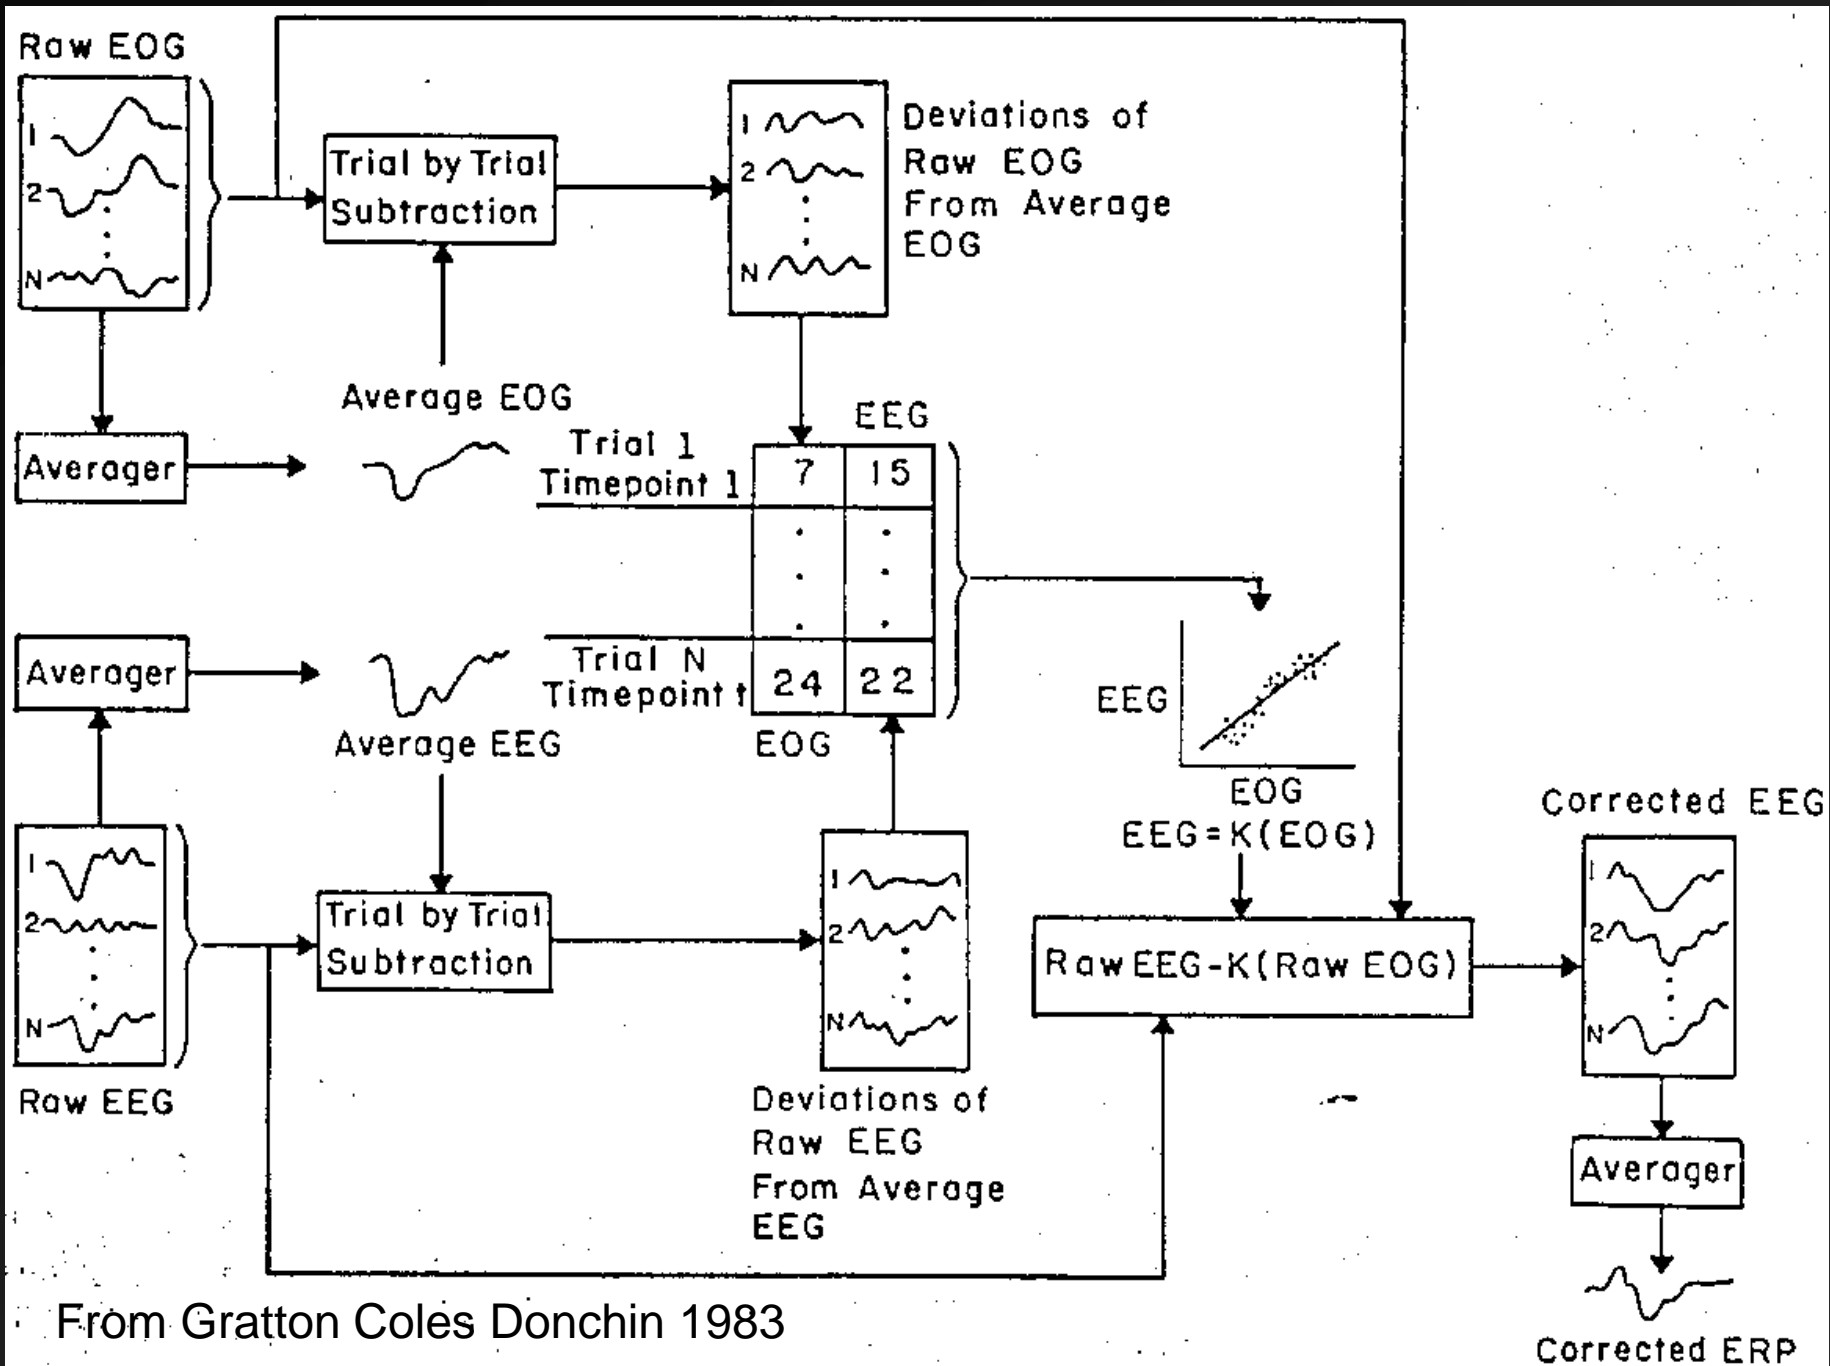 Raw EOG
1
2
N
Trial by Trial
Subtraction
1
2
N
Deviations of
Raw EOG
From Average
EOG
Average EOG
Averager
EEG
Trial 1
Timepoint 1
7 15
Trial N
Timepoint t
24 22
EOG
Averager
Average EEG
EEG
EOG
EEG=K(EOG)
1
2
N
Raw EEG
Trial by Trial
Subtraction
1
2
N
Deviations of
Raw EEG
From Average
EEG
Raw EEG-K(Raw EOG)
Corrected EEG
1
2
N
Averager
Corrected ERP
From Gratton Coles Donchin 1983